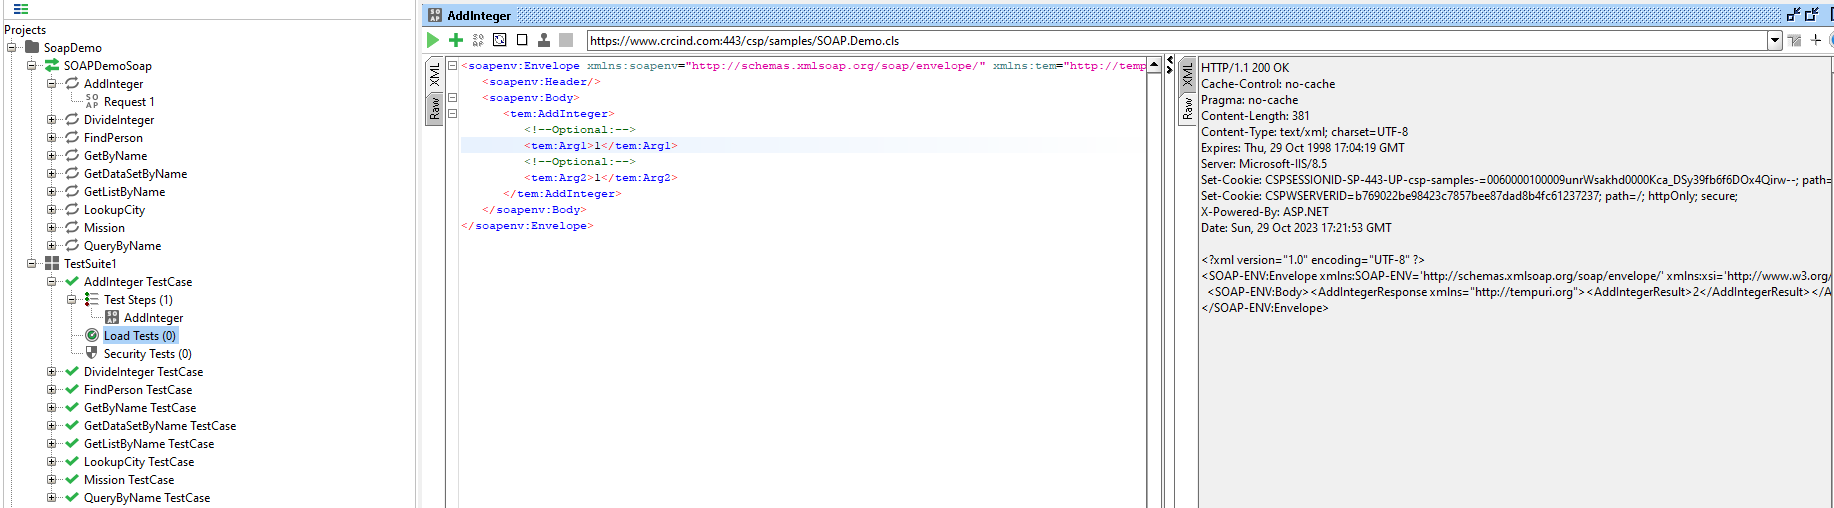 Projects
SoapDemo
SOAPDemoSoap
AddInteger
SOAP Request 1
DivideInteger
FindPerson
GetByName
GetDataSetByName
GetListByName
LookupCity
Mission
QueryByName
TestSuite1
AddInteger TestCase
Test Steps (1)
SOAP AddInteger
Load Tests (0)
Security Tests (0)
DivideInteger TestCase
FindPerson TestCase
GetByName TestCase
GetDataSetByName TestCase
GetListByName TestCase
LookupCity TestCase
Mission TestCase
QueryByName TestCase
SOAP AddInteger
SOAP
https://www.crcind.com:443/csp/samples/SOAP.Demo.cls
XML
Raw
<soapenv:Envelope xmlns:soapenv="http://schemas.xmlsoap.org/soap/envelope/" xmlns:tem="http://temp
<soapenv:Header/>
<soapenv:Body>
<tem:AddInteger>
<!--Optional:-->
<tem:Arg1>1</tem:Arg1>
<!--Optional:-->
<tem:Arg2>1</tem:Arg2>
</tem:AddInteger>
</soapenv:Body>
</soapenv:Envelope>
XML
Raw
HTTP/1.1 200 OK
Cache-Control: no-cache
Pragma: no-cache
Content-Length: 381
Content-Type: text/xml; charset=UTF-8
Expires: Thu, 29 Oct 1998 17:04:19 GMT
Server: Microsoft-IIS/8.5
Set-Cookie: CSPSESSIONID-SP-443-UP-csp-samples-=0060000100009unrWsakhd0000Kca_DSy39fb6f6DOx4Qirw--; path=
Set-Cookie: CSPWSERVERID=b769022be98423c7857bee87dad8b4fc61237237; path=/; httpOnly; secure;
X-Powered-By: ASP.NET
Date: Sun, 29 Oct 2023 17:21:53 GMT
<?xml version="1.0" encoding="UTF-8" ?>
<SOAP-ENV:Envelope xmlns:SOAP-ENV='http://schemas.xmlsoap.org/soap/envelope/' xmlns:xsi='http://www.w3.org/
<SOAP-ENV:Body><AddIntegerResponse xmlns="http://tempuri.org"><AddIntegerResult>2</AddIntegerResult></A
</SOAP-ENV:Envelope>